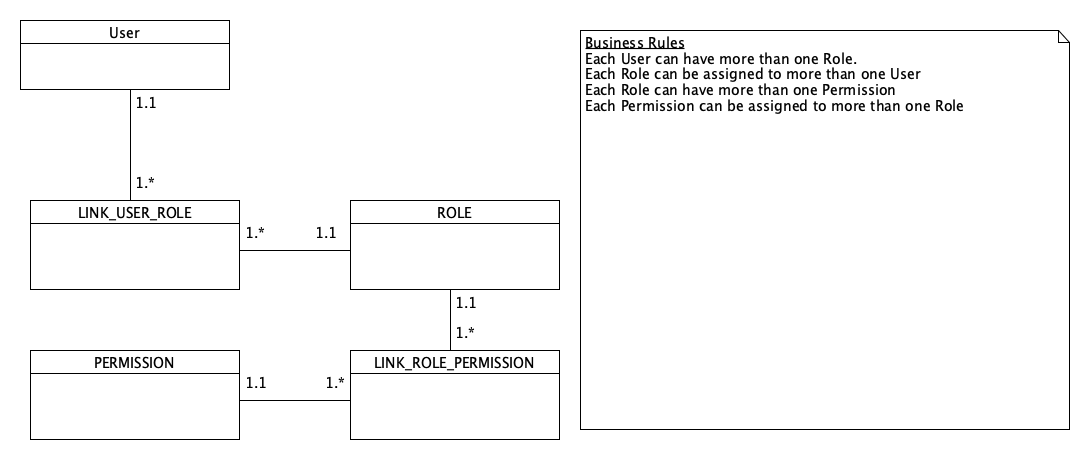 User
1.1
1.*
LINK_USER_ROLE
1.*
1.1
ROLE
1.1
1.*
PERMISSION
1.1
1.*
LINK_ROLE_PERMISSION
Business Rules
Each User can have more than one Role.
Each Role can be assigned to more than one User
Each Role can have more than one Permission
Each Permission can be assigned to more than one Role